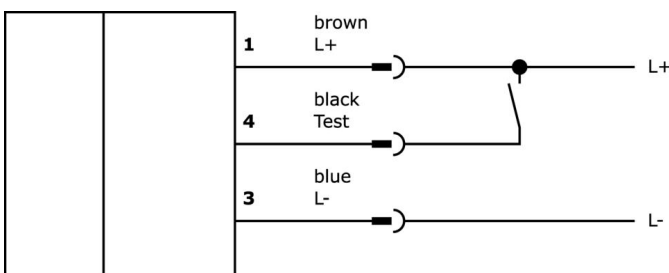 brown
1 L+ L+
black
4 Test
blue
3 L- L-